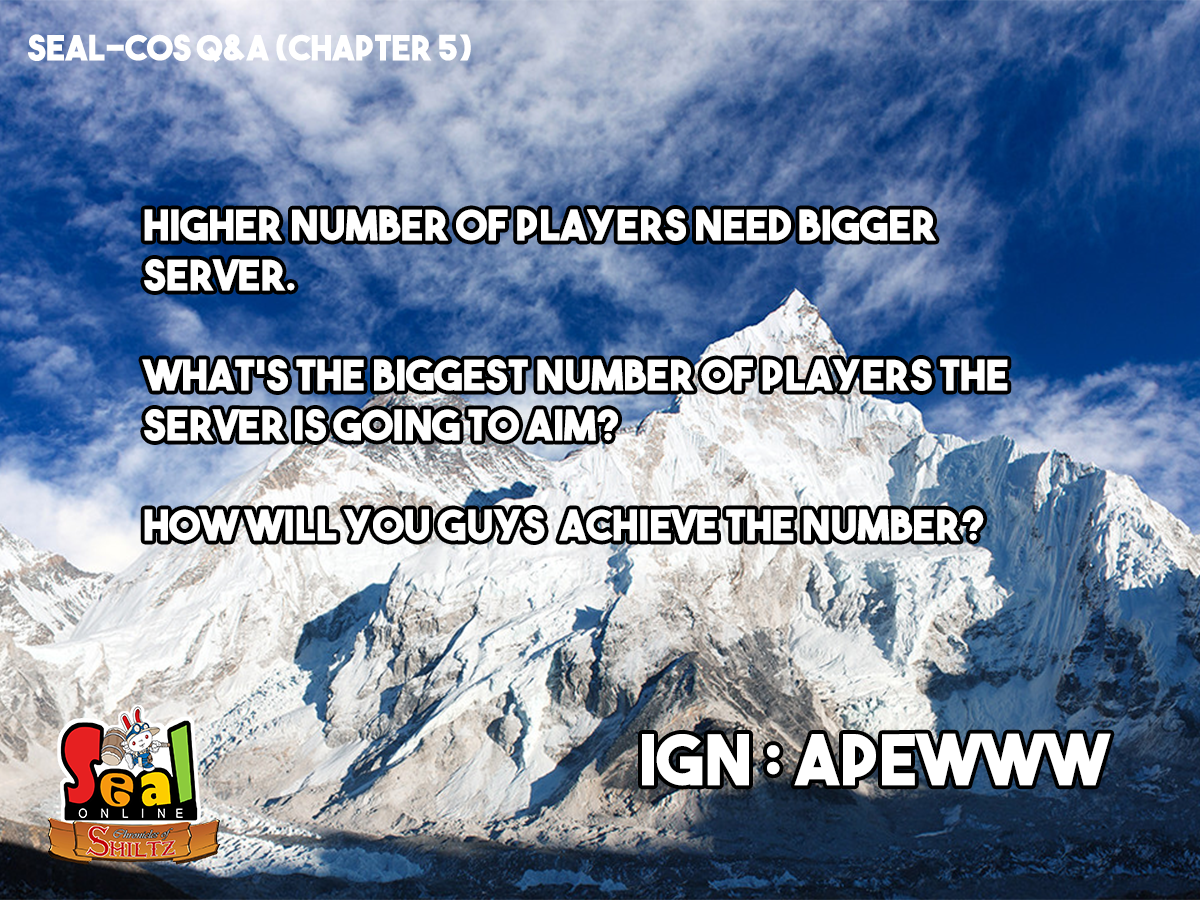 SEAL-COS Q&A (CHAPTER 5)
HIGHER NUMBER OF PLAYERS NEED BIGGER
SERVER.
WHAT'S THE BIGGEST NUMBER OF PLAYERS THE
SERVER IS GOING TO AIM?
HOW WILL YOU GUYS ACHIEVE THE NUMBER?
IGN : APEWWW
Seal
ONLINE
Chronicles of
SHILTZ